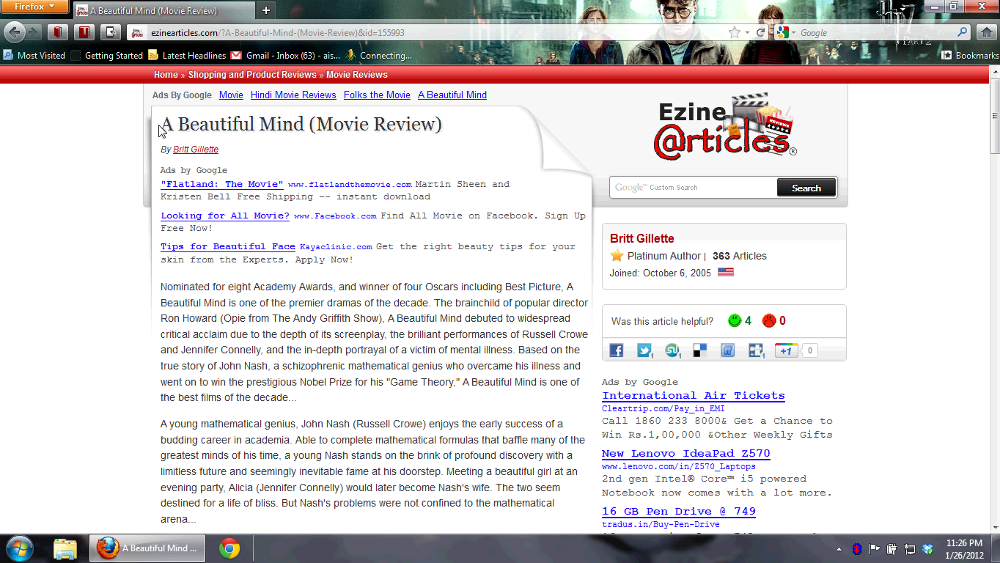 Firefox
A Beautiful Mind (Movie Review)
ezinearticles.com/?A-Beautiful-Mind-(Movie-Review)&id=155993
Google
Part 2
Most Visited
Getting Started
Latest Headlines
Gmail - Inbox (63) - ais...
Connecting...
Bookmarks
Home » Shopping and Product Reviews » Movie Reviews
Ads By Google Movie Hindi Movie Reviews Folks the Movie A Beautiful Mind
A Beautiful Mind (Movie Review)
By Britt Gillette
Ads by Google
"Flatland: The Movie" www.flatlandthemovie.com Martin Sheen and
Kristen Bell Free Shipping -- instant download
Looking for All Movie? www.Facebook.com Find All Movie on Facebook. Sign Up
Free Now!
Tips for Beautiful Face Kayaclinic.com Get the right beauty tips for your
skin from the Experts. Apply Now!
Nominated for eight Academy Awards, and winner of four Oscars including Best Picture, A
Beautiful Mind is one of the premier dramas of the decade. The brainchild of popular director
Ron Howard (Opie from The Andy Griffith Show), A Beautiful Mind debuted to widespread
critical acclaim due to the depth of its screenplay, the brilliant performances of Russell Crowe
and Jennifer Connelly, and the in-depth portrayal of a victim of mental illness. Based on the
true story of John Nash, a schizophrenic mathematical genius who overcame his illness and
went on to win the prestigious Nobel Prize for his "Game Theory," A Beautiful Mind is one of
the best films of the decade...
A young mathematical genius, John Nash (Russell Crowe) enjoys the early success of a
budding career in academia. Able to complete mathematical formulas that baffle many of the
greatest minds of his time, a young Nash stands on the brink of profound discovery with a
limitless future and seemingly inevitable fame at his doorstep. Meeting a beautiful girl at an
evening party, Alicia (Jennifer Connelly) would later become Nash's wife. The two seem
destined for a life of bliss. But Nash's problems were not confined to the mathematical
arena...
Ezine
REVIEWS
@rticles®
Google™ Custom Search
Search
Britt Gillette
Platinum Author | 363 Articles
Joined: October 6, 2005
Was this article helpful? 4 0
1 1 1 +1 0
Ads by Google
International Air Tickets
Cleartrip.com/Pay_in_EMI
Call 1860 233 8000& Get a Chance to
Win Rs.1,00,000 &Other Weekly Gifts
New Lenovo IdeaPad Z570
www.lenovo.com/in/Z570_Laptops
2nd gen Intel® Core™ i5 powered
Notebook now comes with a lot more.
16 GB Pen Drive @ 749
tradus.in/Buy-Pen-Drive
A Beautiful Mind ...
11:26 PM
1/26/2012